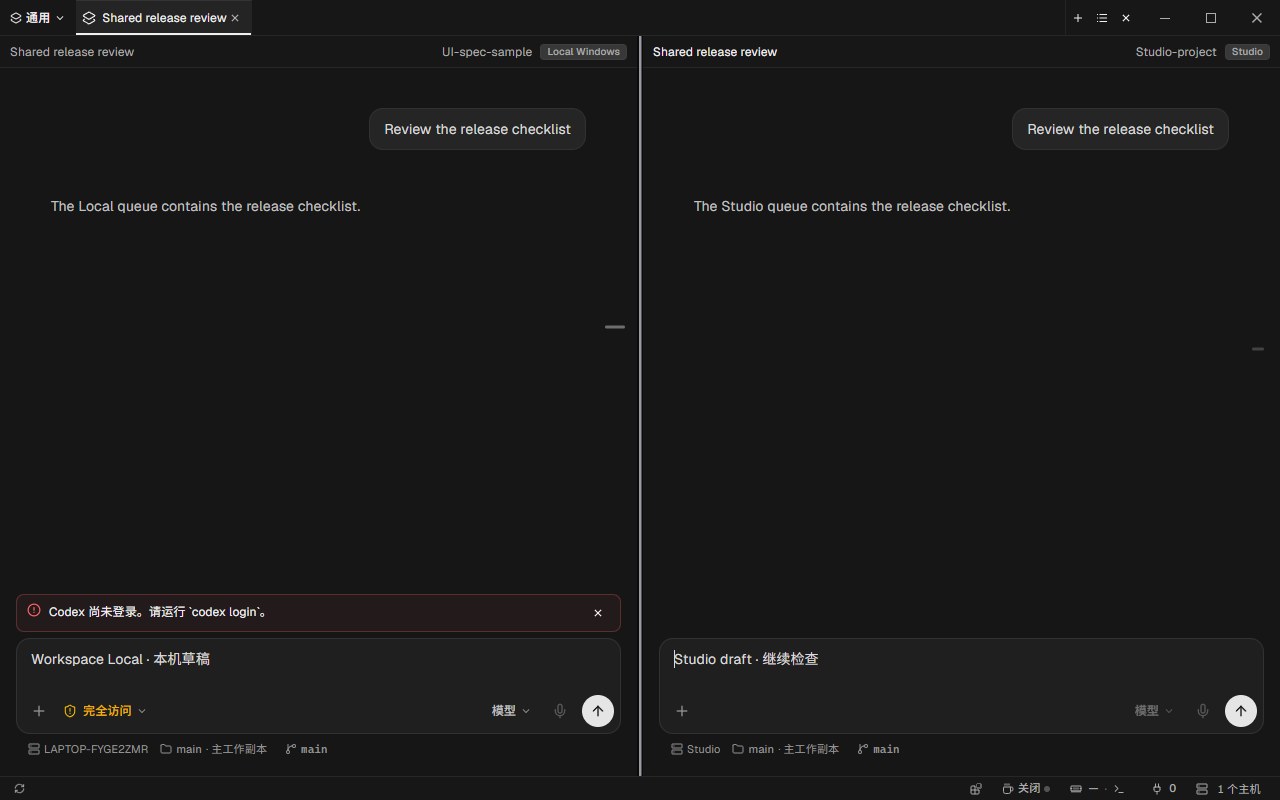 通用 Shared release review
Shared release review UI-spec-sample Local Windows
Review the release checklist
The Local queue contains the release checklist.
Codex 尚未登录。请运行 `codex login`。
Workspace Local · 本机草稿
完全访问 模型
LAPTOP-FYGE2ZMR main · 主工作副本 main
Shared release review Studio-project Studio
Review the release checklist
The Studio queue contains the release checklist.
Studio draft · 继续检查
模型
Studio main · 主工作副本 main
关闭 — · 0 1 个主机